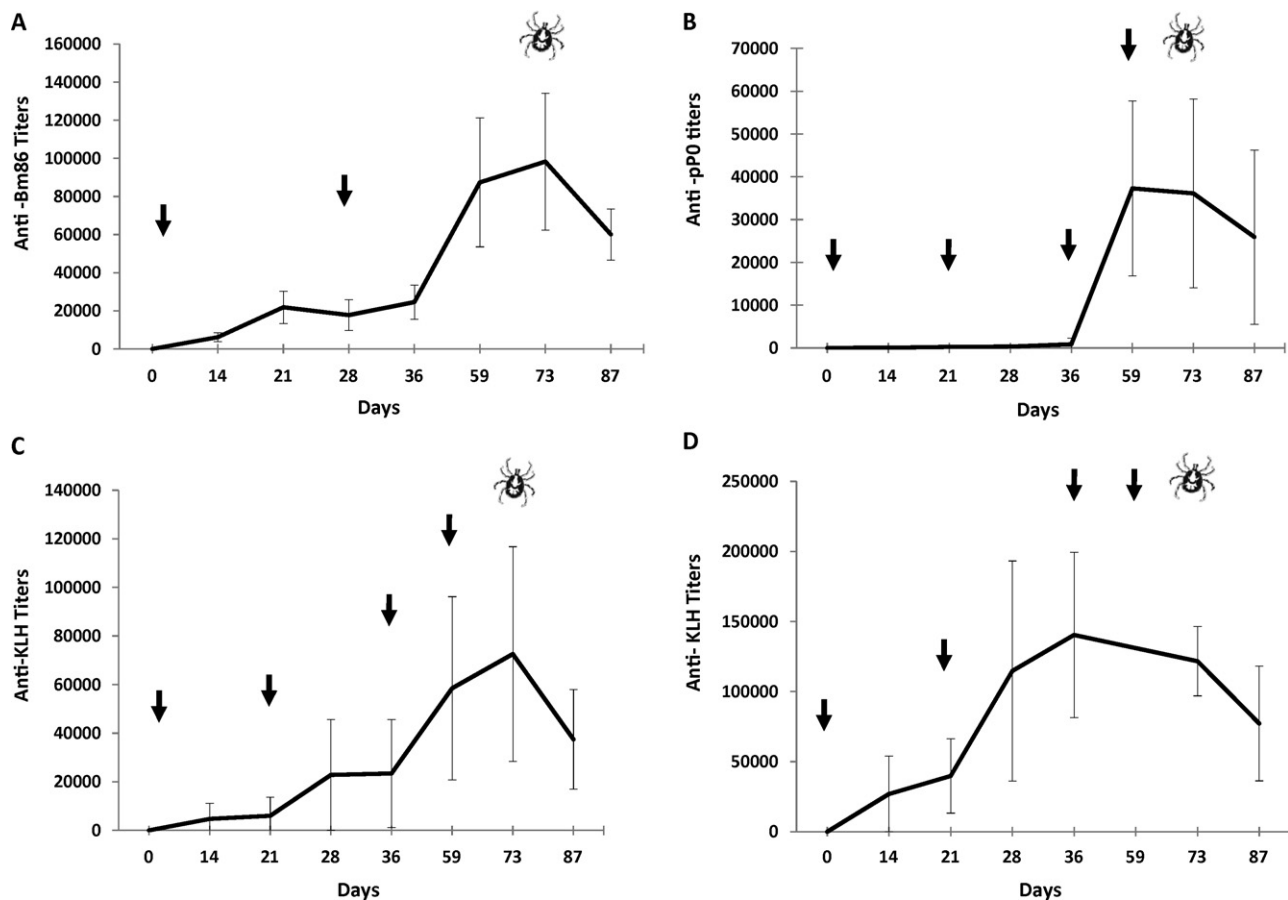 A
Anti -Bm86 Titers
160000
140000
120000
100000
80000
60000
40000
20000
0
0 14 21 28 36 59 73 87
Days
B
Anti -pP0 titers
70000
60000
50000
40000
30000
20000
10000
0
0 14 21 28 36 59 73 87
Days
C
Anti-KLH Titers
140000
120000
100000
80000
60000
40000
20000
0
0 14 21 28 36 59 73 87
Days
D
Anti- KLH Titers
250000
200000
150000
100000
50000
0
0 14 21 28 36 59 73 87
Days